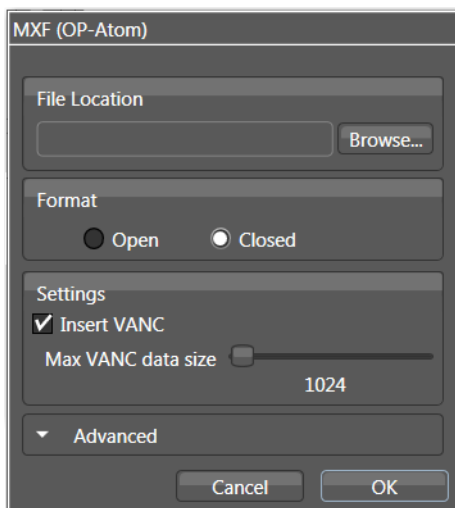 MXF (OP-Atom)
File Location
Browse...
Format
Open Closed
Settings
Insert VANC
Max VANC data size
1024
Advanced
Cancel OK